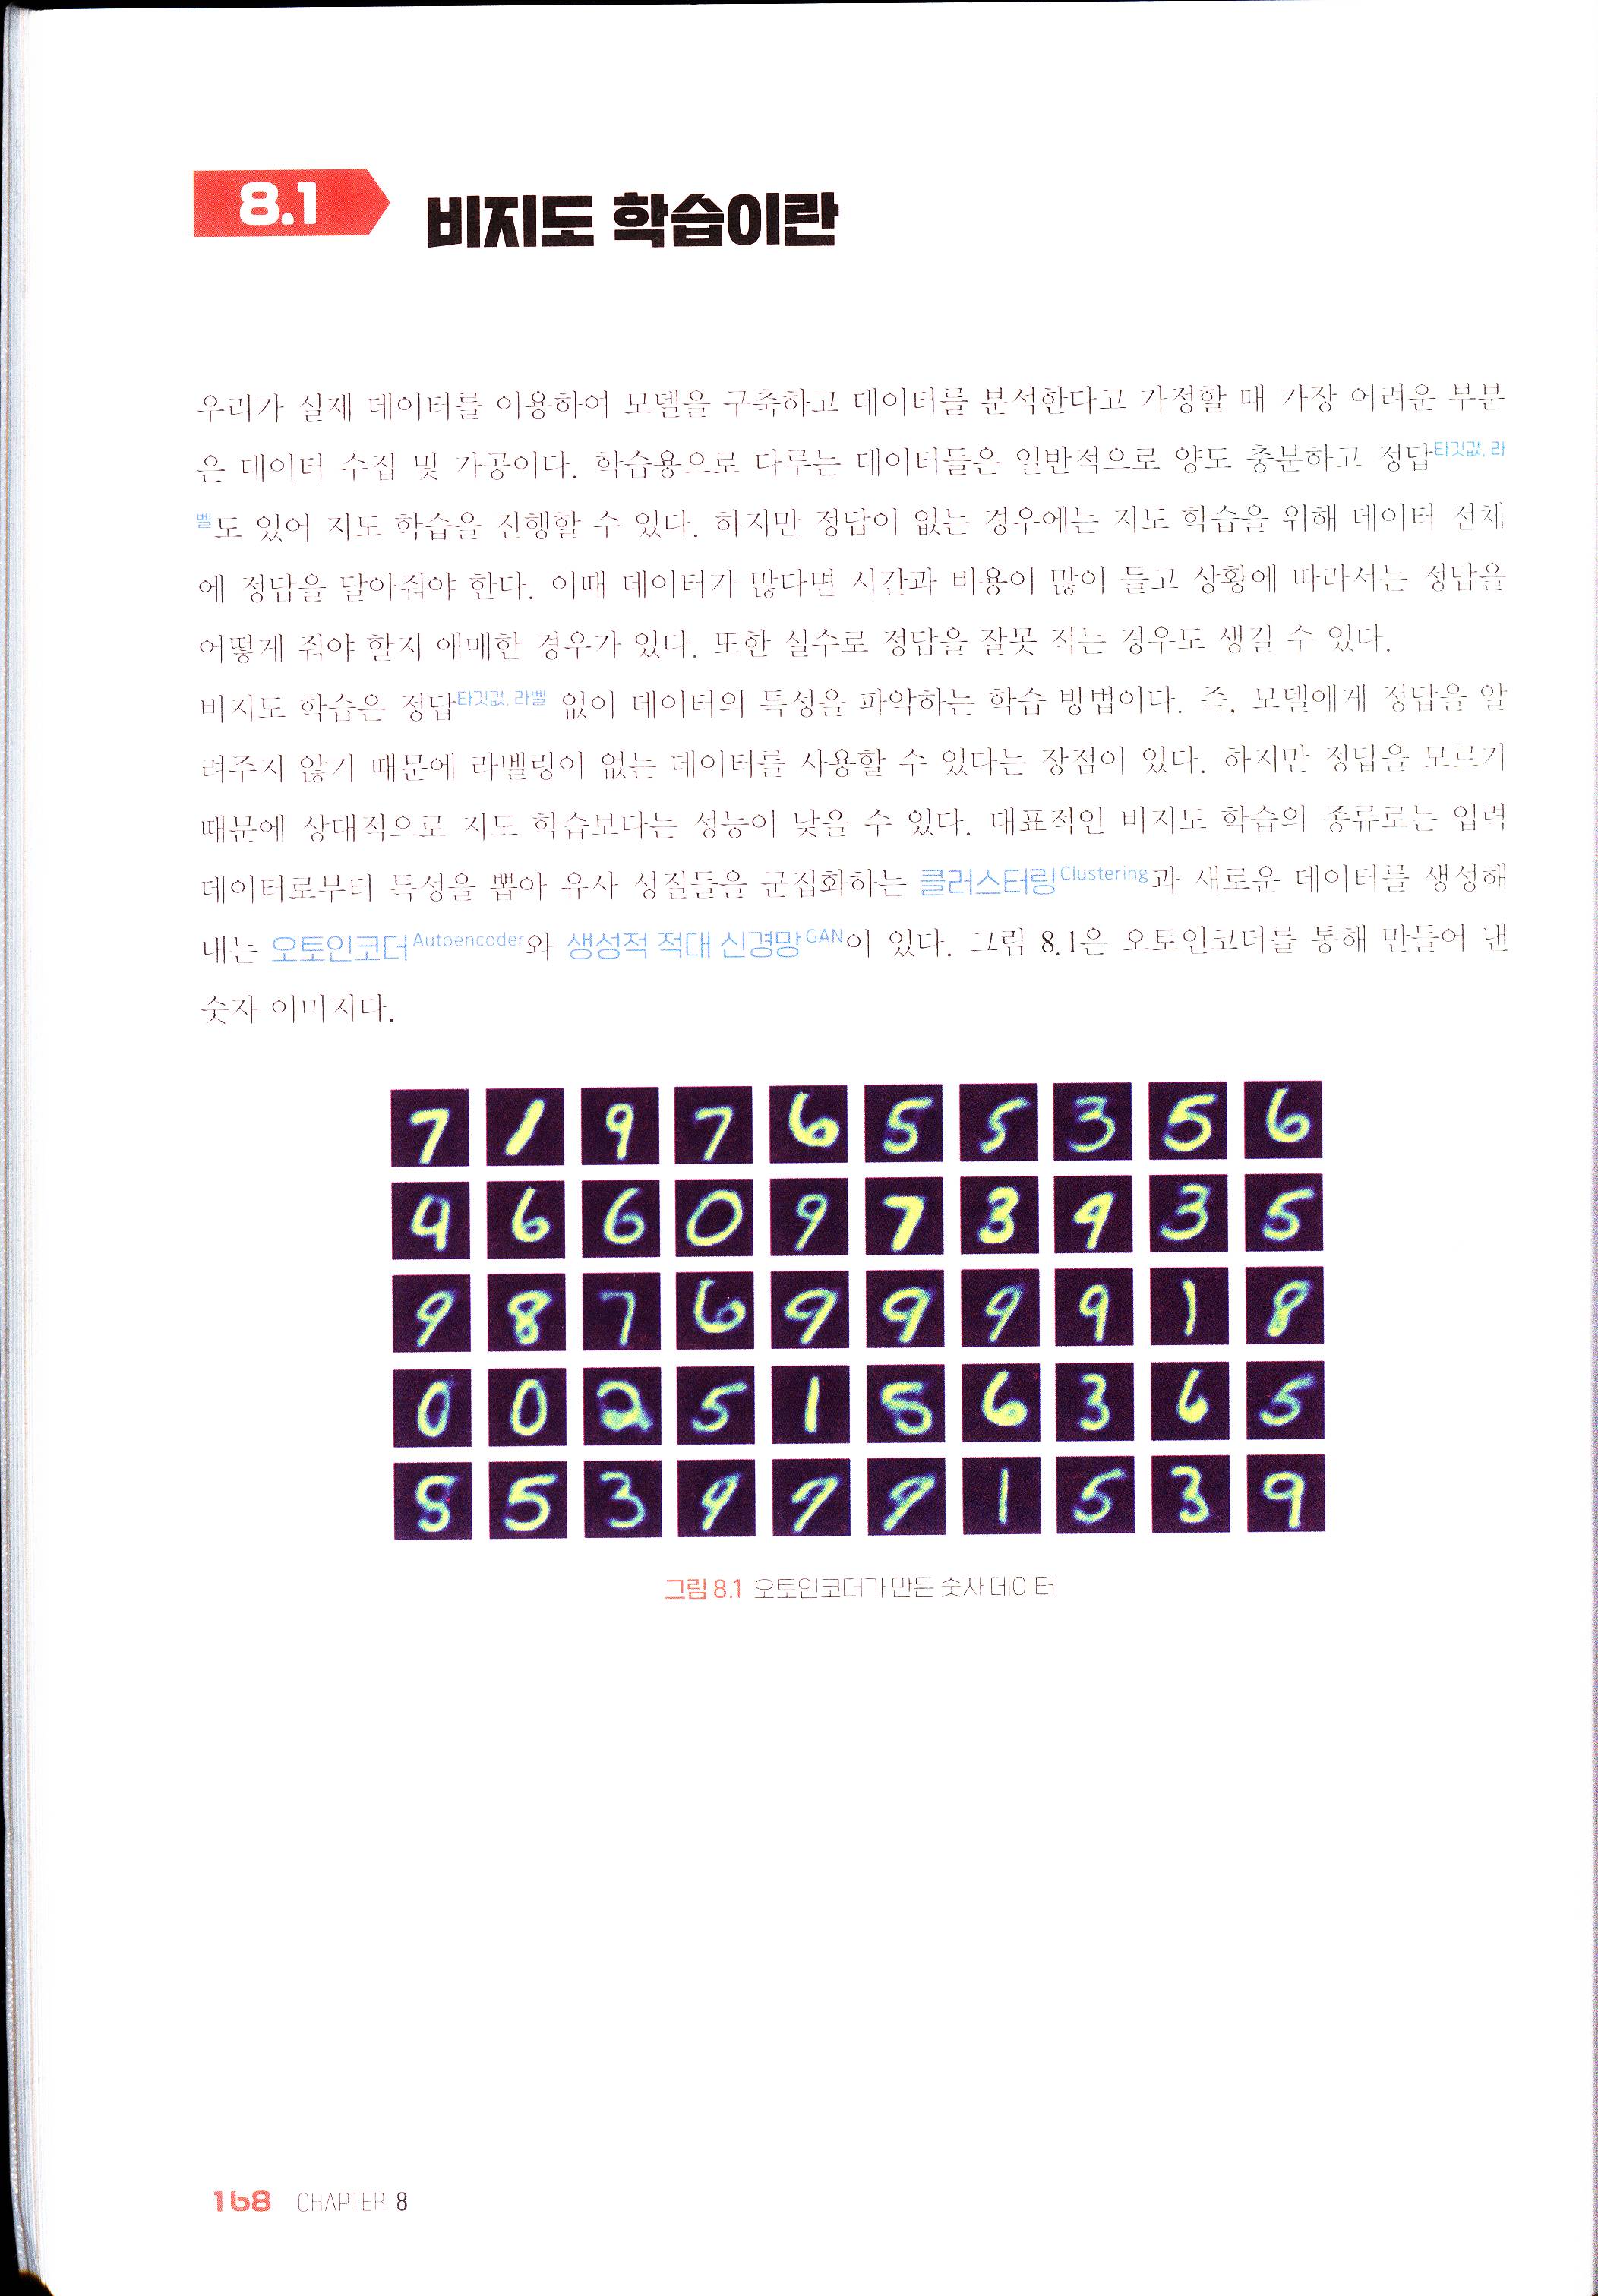 8.1 비지도 학습이란
우리가 실제 데이터를 이용하여 모델을 구축하고 데이터를 분석한다고 가정할 때 가장 어려운 부분
은 데이터 수집 및 가공이다. 학습용으로 다루는 데이터들은 일반적으로 양도 충분하고 정답타깃값, 라
벨도 있어 지도 학습을 진행할 수 있다. 하지만 정답이 없는 경우에는 지도 학습을 위해 데이터 전체
에 정답을 달아줘야 한다. 이때 데이터가 많다면 시간과 비용이 많이 들고 상황에 따라서는 정답을
어떻게 줘야 할지 애매한 경우가 있다. 또한 실수로 정답을 잘못 적는 경우도 생길 수 있다.
비지도 학습은 정답타깃값, 라벨 없이 데이터의 특성을 파악하는 학습 방법이다. 즉, 모델에게 정답을 알
려주지 않기 때문에 라벨링이 없는 데이터를 사용할 수 있다는 장점이 있다. 하지만 정답을 모르기
때문에 상대적으로 지도 학습보다는 성능이 낮을 수 있다. 대표적인 비지도 학습의 종류로는 입력
데이터로부터 특성을 뽑아 유사 성질들을 군집화하는 클러스터링Clustering과 새로운 데이터를 생성해
내는 오토인코더Autoencoder와 생성적 적대 신경망GAN이 있다. 그림 8.1은 오토인코더를 통해 만들어 낸
숫자 이미지다.
7 1 9 7 6 5 5 3 5 6
9 6 6 0 9 7 3 9 3 5
9 8 7 6 9 9 9 9 1 8
0 0 2 5 1 5 6 3 6 5
5 3 9 7 9 1 5 3 9
그림 8.1 오토인코더가 만든 숫자 데이터
168 CHAPTER 8